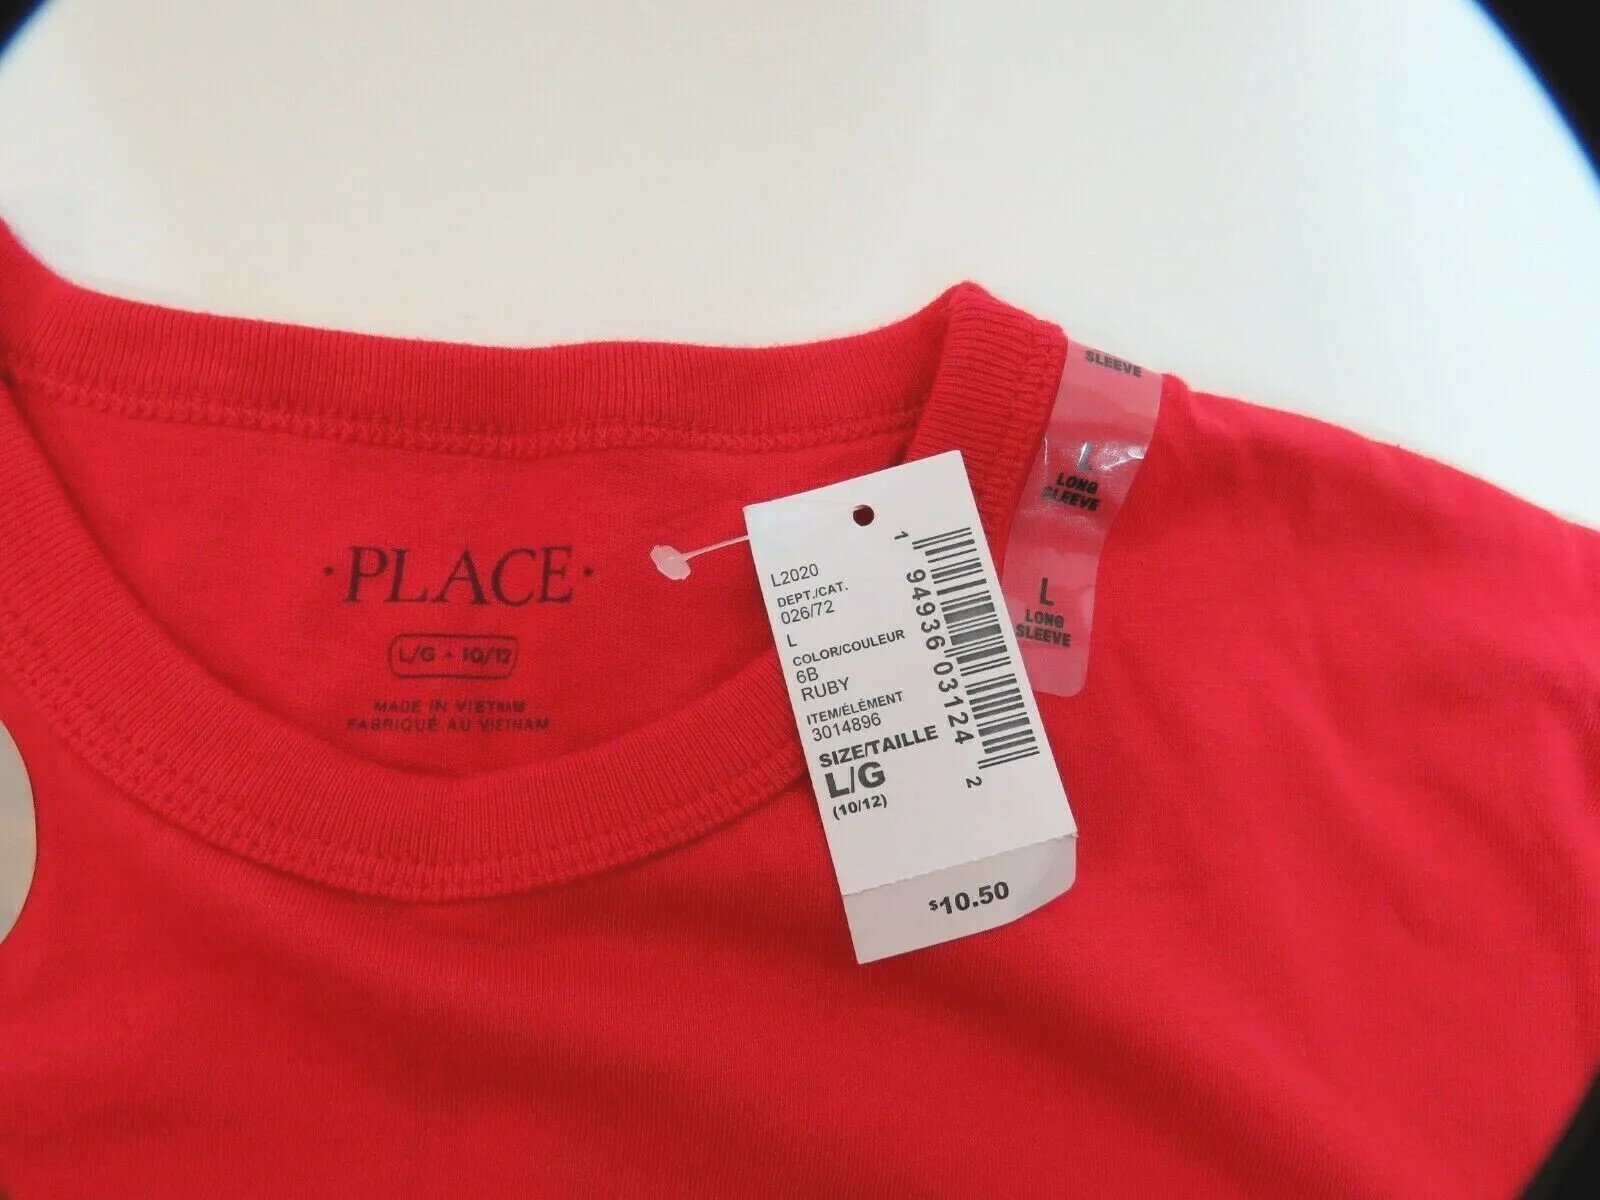 ·PLACE·
L/G • 10/12
MADE IN VIETNAM
FABRIQUÉ AU VIETNAM
L2020
DEPT./CAT.
026/72
L
COLOR/COULEUR
6B
RUBY
ITEM/ÉLÉMENT
3014896
SIZE/TAILLE
L/G
(10/12)
1 94936 03124 2
$10.50
SLEEVE
L
LONG
SLEEVE
L
LONG
SLEEVE